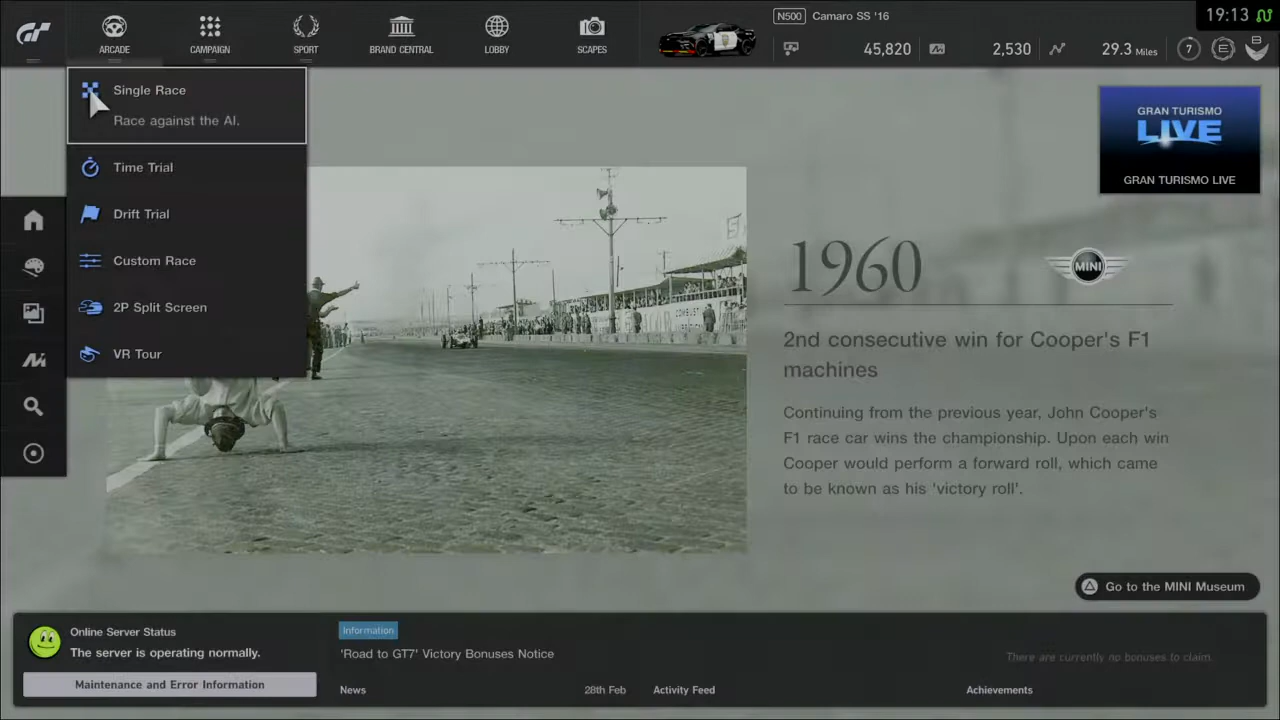 ARCADE
CAMPAIGN
SPORT
BRAND CENTRAL
LOBBY
SCAPES
N500 Camaro SS '16
45,820
2,530
29.3 Miles
7
E
B
19:13
Single Race
Race against the AI.
Time Trial
Drift Trial
Custom Race
2P Split Screen
VR Tour
GRAN TURISMO
LIVE
GRAN TURISMO LIVE
1960
MINI
2nd consecutive win for Cooper's F1
machines
Continuing from the previous year, John Cooper's
F1 race car wins the championship. Upon each win
Cooper would perform a forward roll, which came
to be known as his 'victory roll'.
Go to the MINI Museum
Online Server Status
The server is operating normally.
Maintenance and Error Information
Information
'Road to GT7' Victory Bonuses Notice
News
28th Feb
Activity Feed
There are currently no bonuses to claim.
Achievements